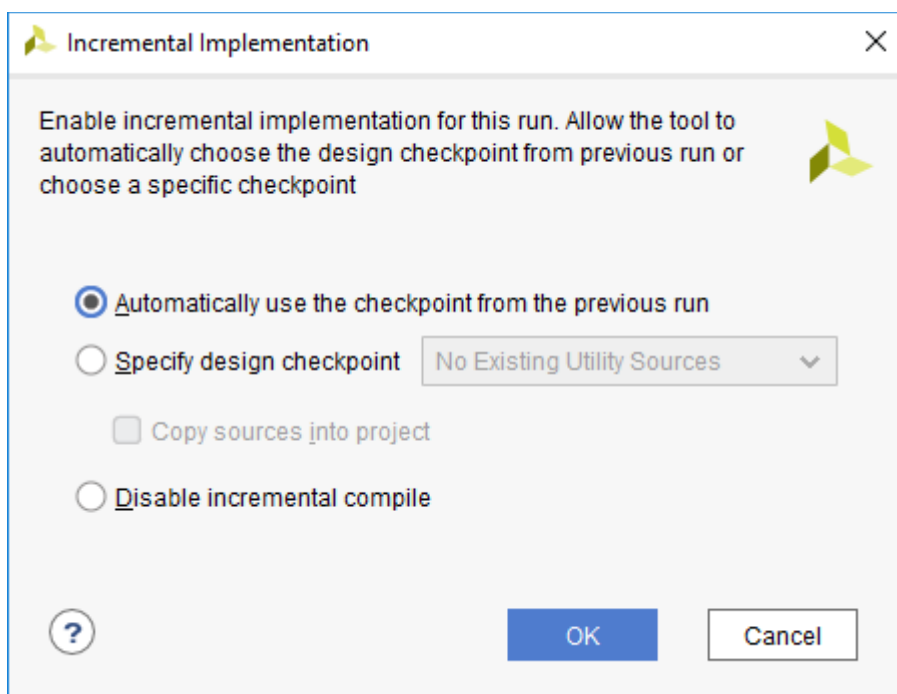 Incremental Implementation
Enable incremental implementation for this run. Allow the tool to
automatically choose the design checkpoint from previous run or
choose a specific checkpoint
Automatically use the checkpoint from the previous run
Specify design checkpoint No Existing Utility Sources
Copy sources into project
Disable incremental compile
? OK Cancel